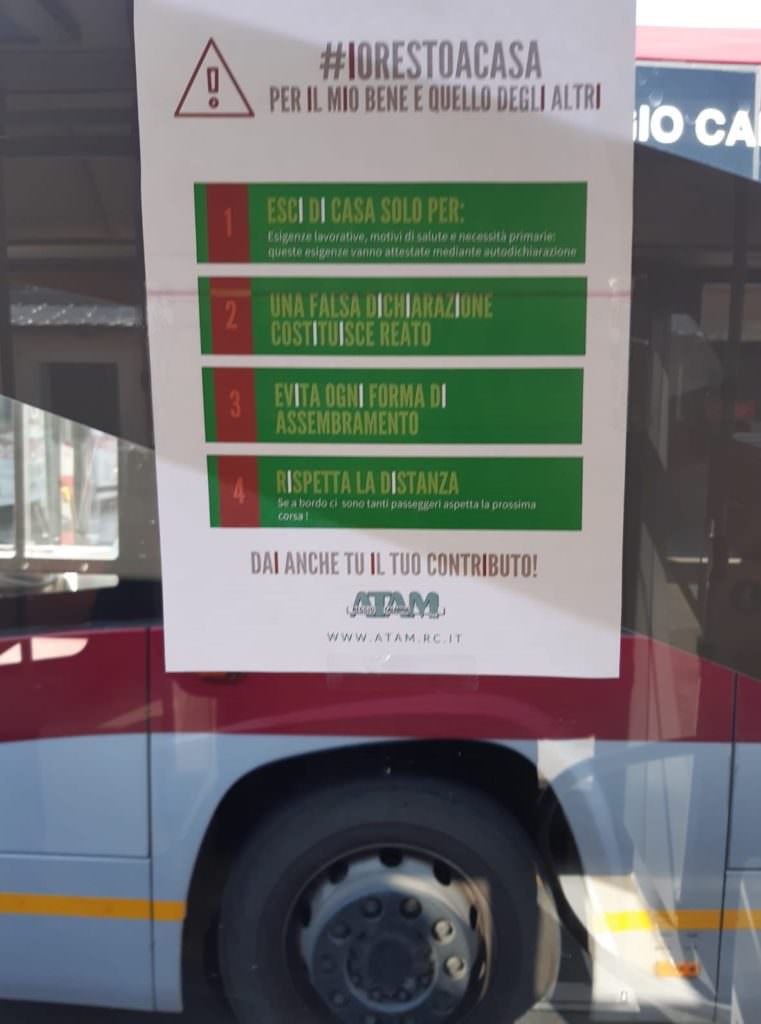 #IORESTOACASA
PER IL MIO BENE E QUELLO DEGLI ALTRI
1
ESCI DI CASA SOLO PER:
Esigenze lavorative, motivi di salute e necessità primarie:
queste esigenze vanno attestate mediante autodichiarazione
2
UNA FALSA DICHIARAZIONE
COSTITUISCE REATO
3
EVITA OGNI FORMA DI
ASSEMBRAMENTO
4
RISPETTA LA DISTANZA
Se a bordo ci sono tanti passeggeri aspetta la prossima
corsa !
DAI ANCHE TU IL TUO CONTRIBUTO!
ATAM
REGGIO CALABRIA
WWW.ATAM.RC.IT
GIO CA